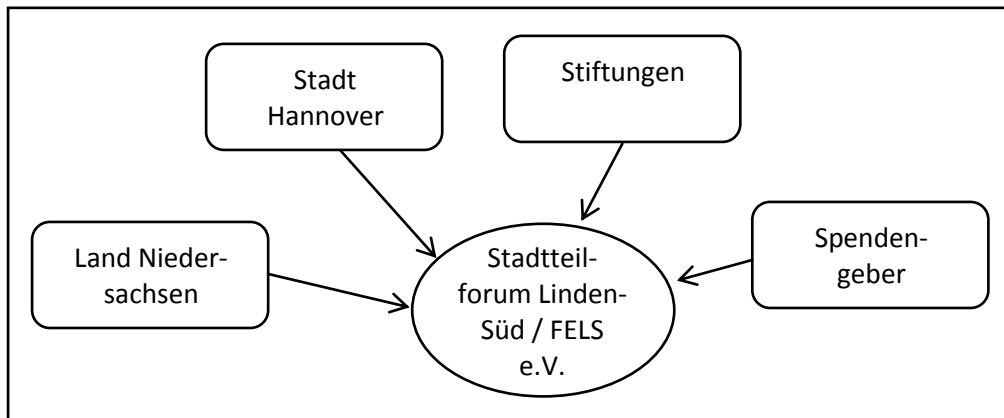 Stadt
Hannover
Stiftungen
Land Nieder-
sachsen
Stadtteil-
forum Linden-
Süd / FELS
e.V.
Spenden-
geber